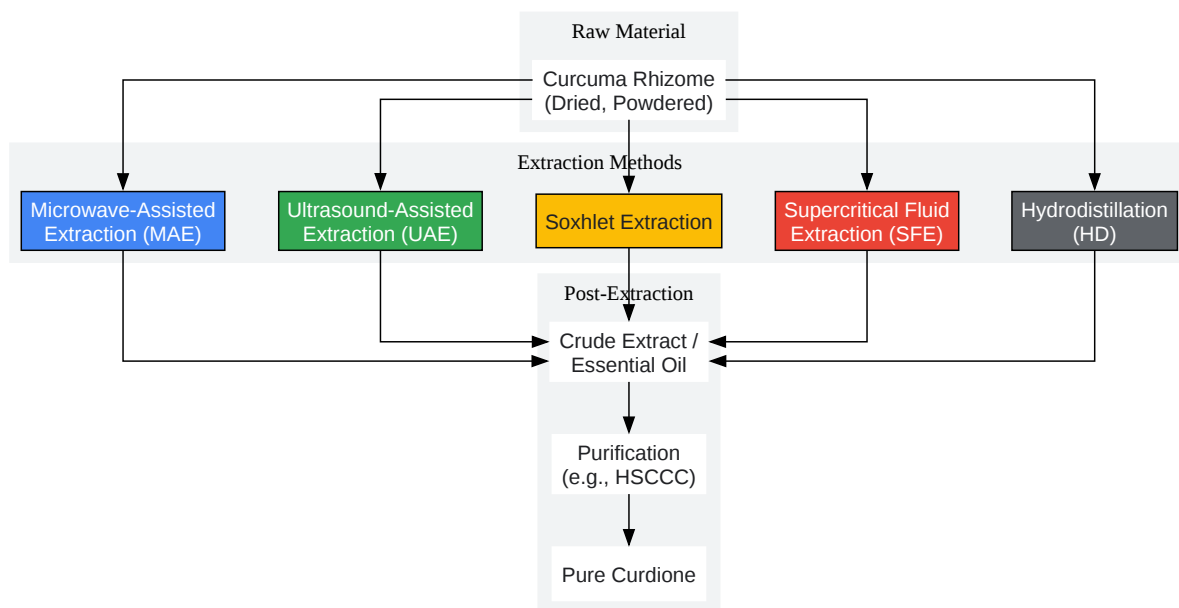 Raw Material
Curcuma Rhizome
(Dried, Powdered)
Extraction Methods
Microwave-Assisted
Extraction (MAE)
Ultrasound-Assisted
Extraction (UAE)
Soxhlet Extraction
Supercritical Fluid
Extraction (SFE)
Hydrodistillation
(HD)
Post-Extraction
Crude Extract /
Essential Oil
Purification
(e.g., HSCCC)
Pure Curdione